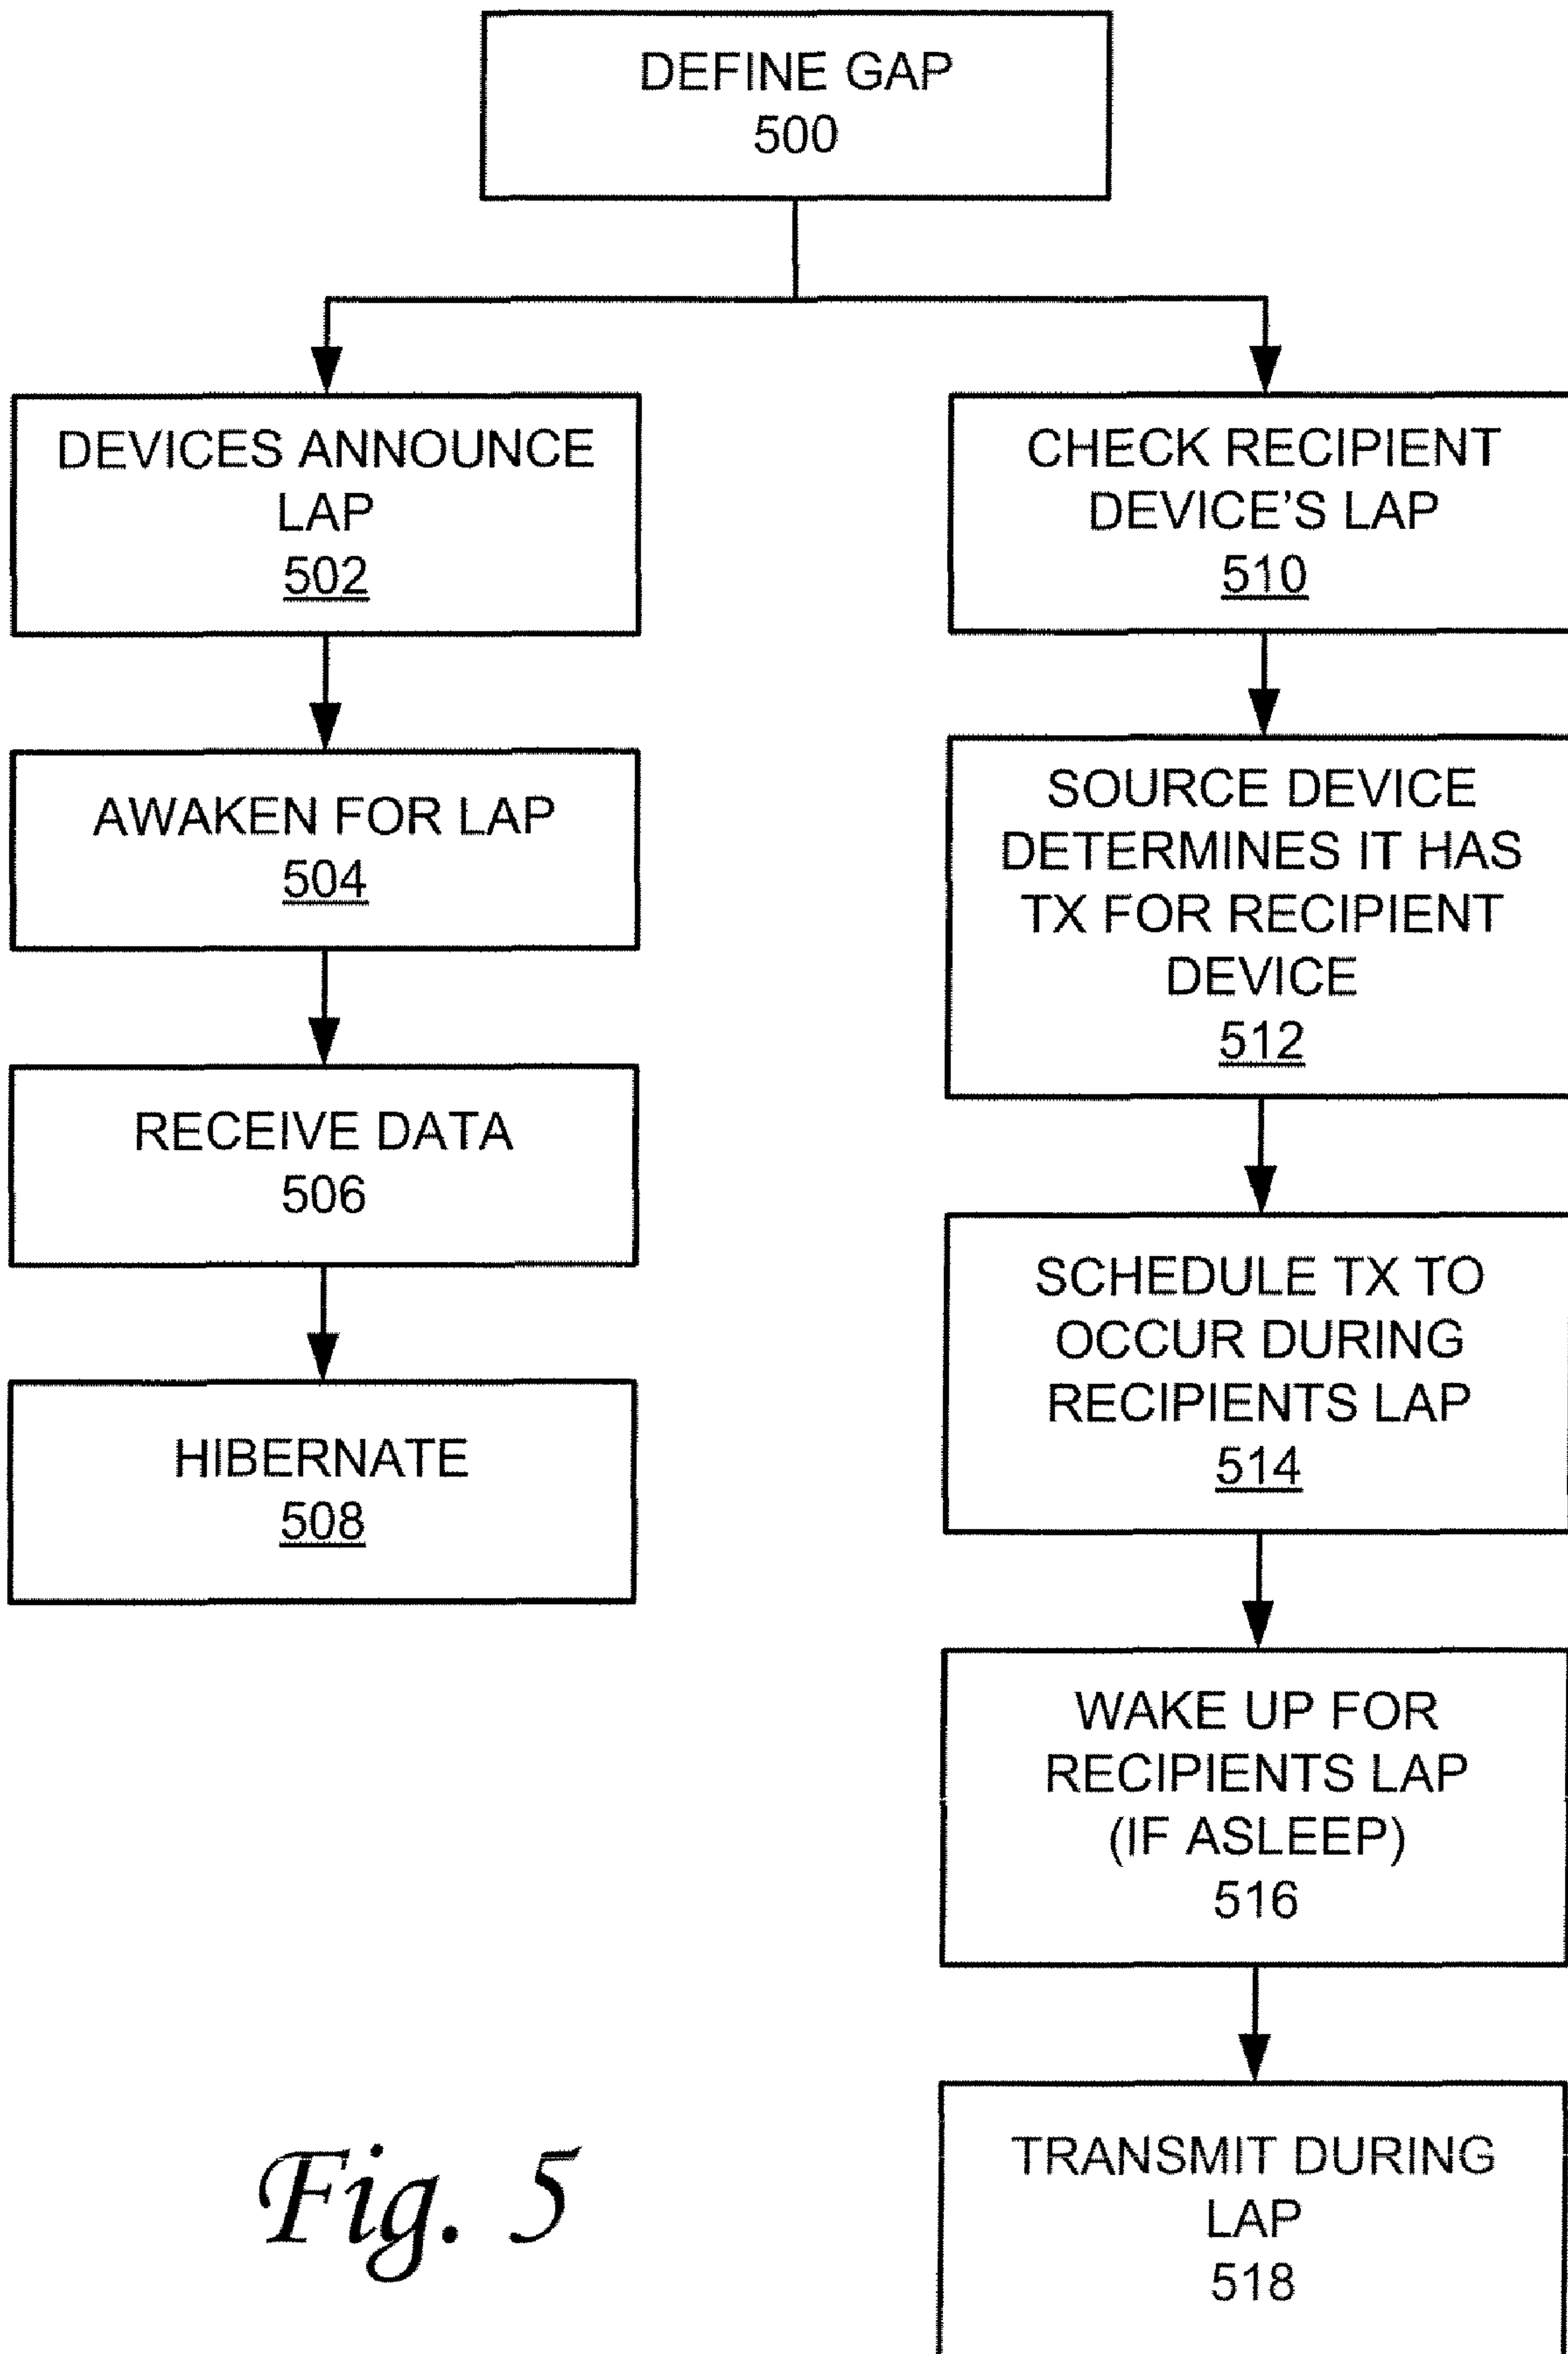 DEFINE GAP
500
DEVICES ANNOUNCE
LAP
502
AWAKEN FOR LAP
504
RECEIVE DATA
506
HIBERNATE
508
CHECK RECIPIENT
DEVICE’S LAP
510
SOURCE DEVICE
DETERMINES IT HAS
TX FOR RECIPIENT
DEVICE
512
SCHEDULE TX TO
OCCUR DURING
RECIPIENTS LAP
514
WAKE UP FOR
RECIPIENTS LAP
(IF ASLEEP)
516
TRANSMIT DURING
LAP
518
Fig. 5